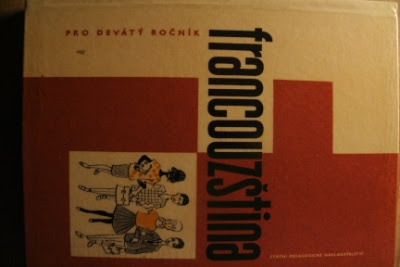 PRO DEVÁTÝ ROČNÍK
francouzština
STÁTNÍ PEDAGOGICKÉ NAKLADATELSTVÍ